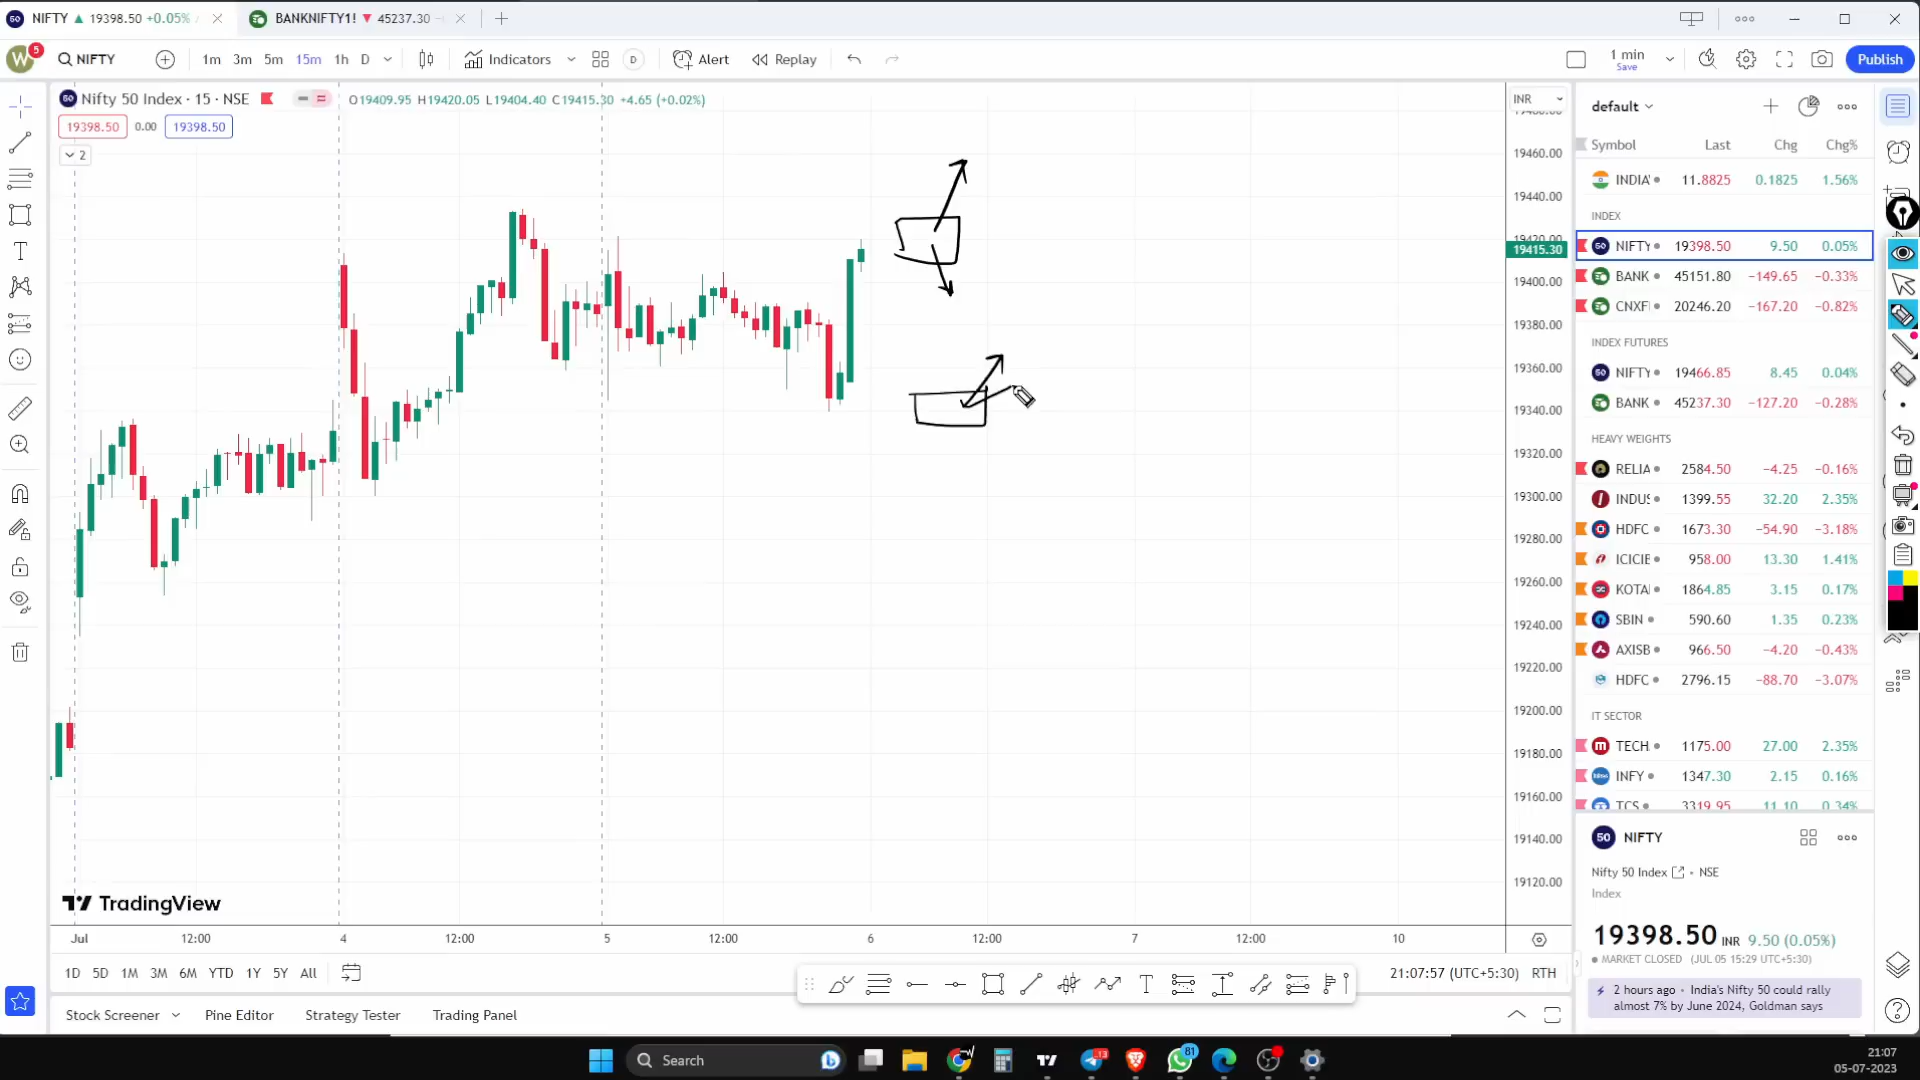 NIFTY ▲ 19398.50 +0.05% /
BANKNIFTY1! ▼ 45237.30 −
W
5
NIFTY
1m 3m 5m 15m 1h D
Indicators
D
Alert
Replay
1 min
Save
Publish
Nifty 50 Index · 15 · NSE
O19409.95 H19420.05 L19404.40 C19415.30 +4.65 (+0.02%)
19398.50 0.00 19398.50
2
INR
19460.00
19440.00
19415.30
19400.00
19380.00
19360.00
19340.00
19320.00
19300.00
19280.00
19260.00
19240.00
19220.00
19200.00
19180.00
19160.00
19140.00
19120.00
default
Symbol Last Chg Chg%
INDIA 11.8825 0.1825 1.56%
INDEX
50 NIFTY 19398.50 9.50 0.05%
BANK 45151.80 −149.65 −0.33%
CNXFI 20246.20 −167.20 −0.82%
INDEX FUTURES
50 NIFTY 19466.85 8.45 0.04%
BANK 45237.30 −127.20 −0.28%
HEAVY WEIGHTS
RELIA 2584.50 −4.25 −0.16%
INDUS 1399.55 32.20 2.35%
HDFC 1673.30 −54.90 −3.18%
ICICIB 958.00 13.30 1.41%
KOTAI 1864.85 3.15 0.17%
SBIN 590.60 1.35 0.23%
AXISB 966.50 −4.20 −0.43%
HDFC 2796.15 −88.70 −3.07%
IT SECTOR
TECH 1175.00 27.00 2.35%
INFY 1347.30 2.15 0.16%
TCS 3319.95 11.10 0.34%
50 NIFTY
Nifty 50 Index • NSE
Index
19398.50 INR 9.50 (0.05%)
MARKET CLOSED (JUL 05 15:29 UTC+5:30)
2 hours ago • India's Nifty 50 could rally
almost 7% by June 2024, Goldman says
TradingView
Jul 12:00 4 12:00 5 12:00 6 12:00 7 12:00 10
1D 5D 1M 3M 6M YTD 1Y 5Y All
21:07:57 (UTC+5:30) RTH
Stock Screener
Pine Editor
Strategy Tester
Trading Panel
Search
13
81
21:07
05-07-2023